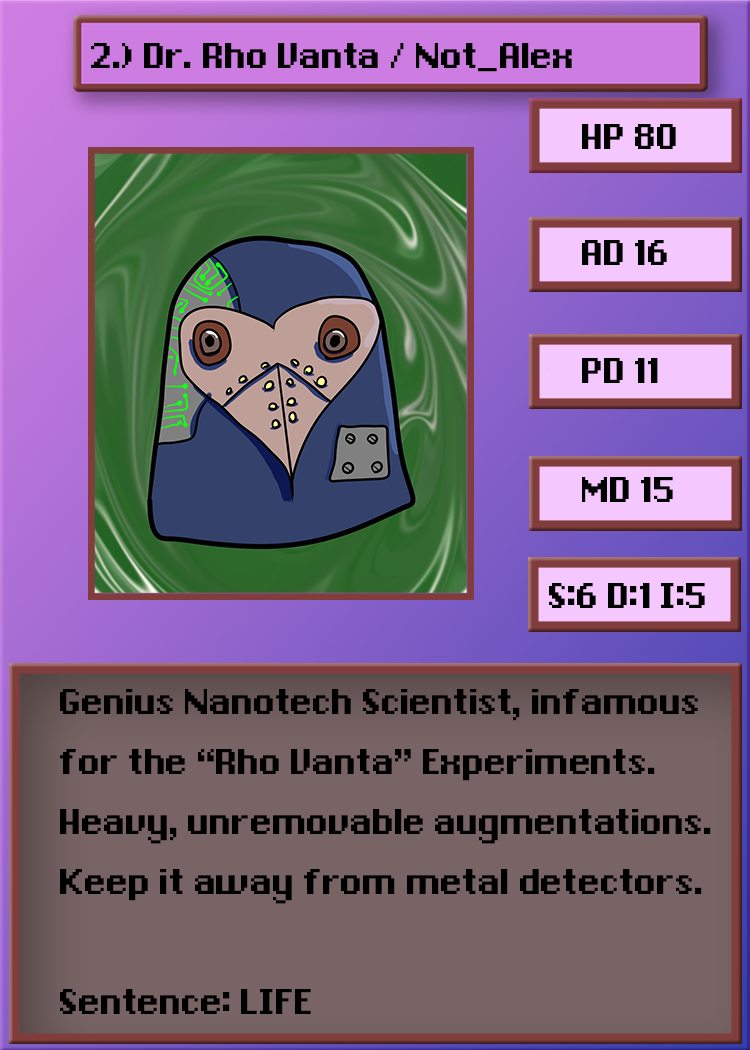 2.) Dr. Rho Vanta / Not_Alex
HP 80
AD 16
PD 11
MD 15
S:6 D:1 I:5
Genius Nanotech Scientist, infamous
for the “Rho Vanta” Experiments.
Heavy, unremovable augmentations.
Keep it away from metal detectors.
Sentence: LIFE